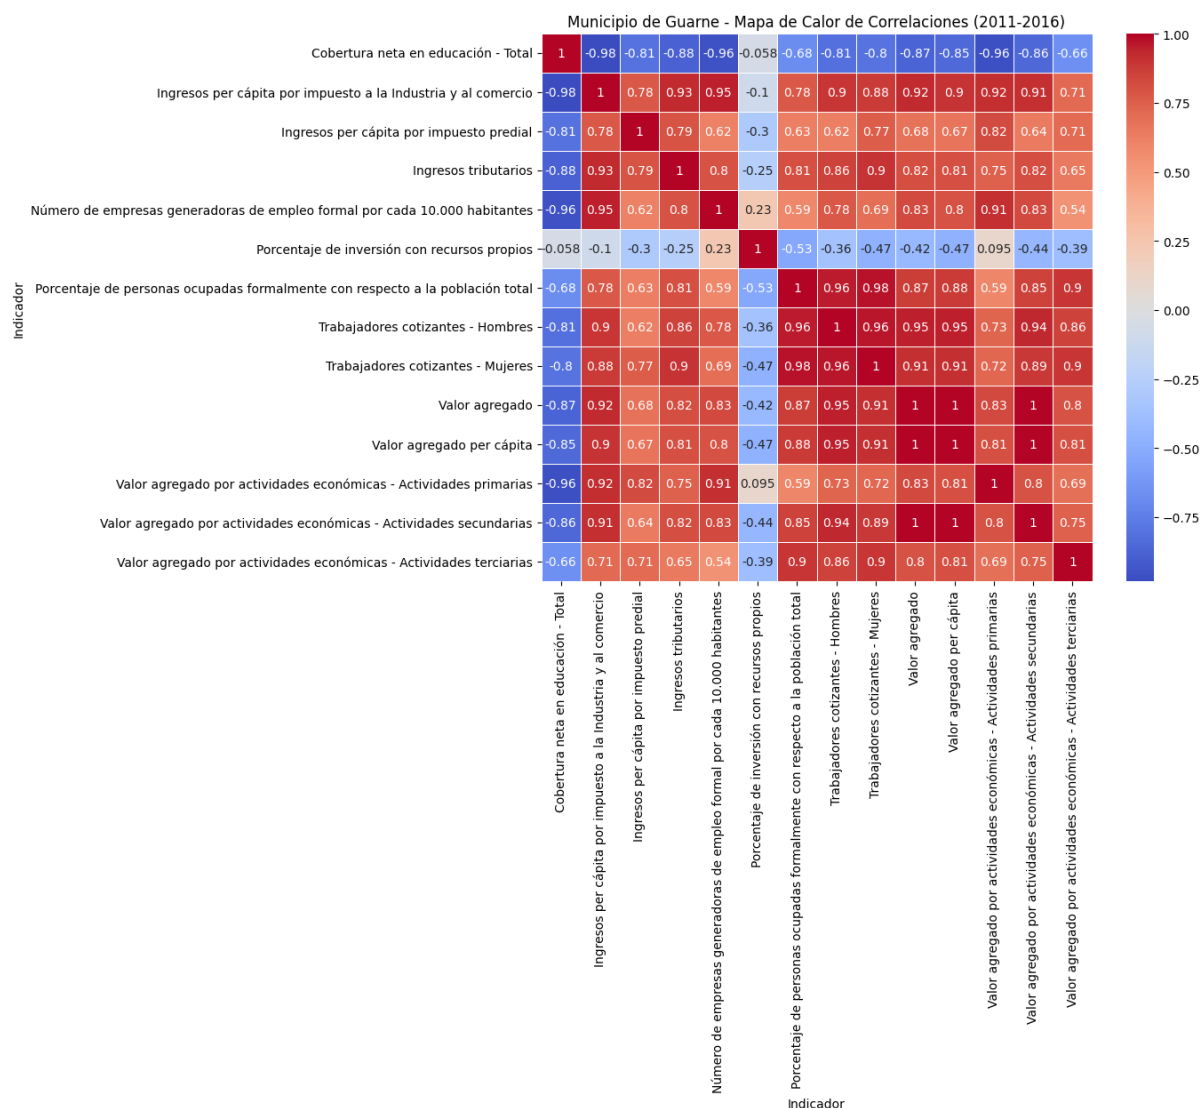 Municipio de Guarne - Mapa de Calor de Correlaciones (2011-2016)
Cobertura neta en educación - Total 1 -0.98 -0.81 -0.88 -0.96 -0.058 -0.68 -0.81 -0.8 -0.87 -0.85 -0.96 -0.86 -0.66
Ingresos per cápita por impuesto a la Industria y al comercio -0.98 1 0.78 0.93 0.95 -0.1 0.78 0.9 0.88 0.92 0.9 0.92 0.91 0.71
Ingresos per cápita por impuesto predial -0.81 0.78 1 0.79 0.62 -0.3 0.63 0.62 0.77 0.68 0.67 0.82 0.64 0.71
Ingresos tributarios -0.88 0.93 0.79 1 0.8 -0.25 0.81 0.86 0.9 0.82 0.81 0.75 0.82 0.65
Número de empresas generadoras de empleo formal por cada 10.000 habitantes -0.96 0.95 0.62 0.8 1 0.23 0.59 0.78 0.69 0.83 0.8 0.91 0.83 0.54
Porcentaje de inversión con recursos propios -0.058 -0.1 -0.3 -0.25 0.23 1 -0.53 -0.36 -0.47 -0.42 -0.47 0.095 -0.44 -0.39
Porcentaje de personas ocupadas formalmente con respecto a la población total -0.68 0.78 0.63 0.81 0.59 -0.53 1 0.96 0.98 0.87 0.88 0.59 0.85 0.9
Trabajadores cotizantes - Hombres -0.81 0.9 0.62 0.86 0.78 -0.36 0.96 1 0.96 0.95 0.95 0.73 0.94 0.86
Trabajadores cotizantes - Mujeres -0.8 0.88 0.77 0.9 0.69 -0.47 0.98 0.96 1 0.91 0.91 0.72 0.89 0.9
Valor agregado -0.87 0.92 0.68 0.82 0.83 -0.42 0.87 0.95 0.91 1 1 0.83 1 0.8
Valor agregado per cápita -0.85 0.9 0.67 0.81 0.8 -0.47 0.88 0.95 0.91 1 1 0.81 1 0.81
Valor agregado por actividades económicas - Actividades primarias -0.96 0.92 0.82 0.75 0.91 0.095 0.59 0.73 0.72 0.83 0.81 1 0.8 0.69
Valor agregado por actividades económicas - Actividades secundarias -0.86 0.91 0.64 0.82 0.83 -0.44 0.85 0.94 0.89 1 1 0.8 1 0.75
Valor agregado por actividades económicas - Actividades terciarias -0.66 0.71 0.71 0.65 0.54 -0.39 0.9 0.86 0.9 0.8 0.81 0.69 0.75 1
Indicador
Cobertura neta en educación - Total
Ingresos per cápita por impuesto a la Industria y al comercio
Ingresos per cápita por impuesto predial
Ingresos tributarios
Número de empresas generadoras de empleo formal por cada 10.000 habitantes
Porcentaje de inversión con recursos propios
Porcentaje de personas ocupadas formalmente con respecto a la población total
Trabajadores cotizantes - Hombres
Trabajadores cotizantes - Mujeres
Valor agregado
Valor agregado per cápita
Valor agregado por actividades económicas - Actividades primarias
Valor agregado por actividades económicas - Actividades secundarias
Valor agregado por actividades económicas - Actividades terciarias
Indicador
1.00
0.75
0.50
0.25
0.00
−0.25
−0.50
−0.75